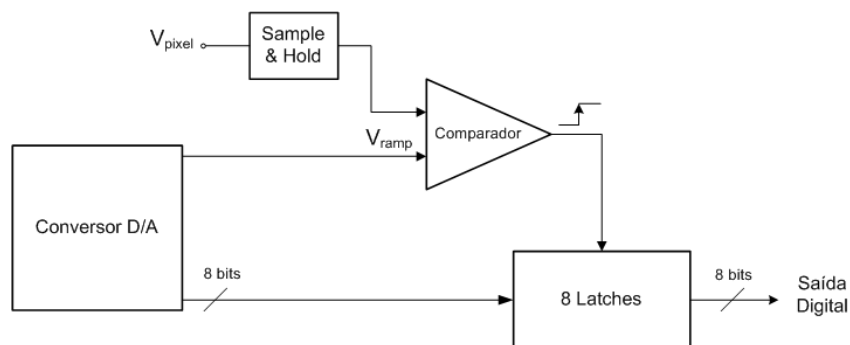 Sample
& Hold
V_pixel
Comparador
V_ramp
Conversor D/A
8 bits
8 Latches
8 bits
Saída
Digital